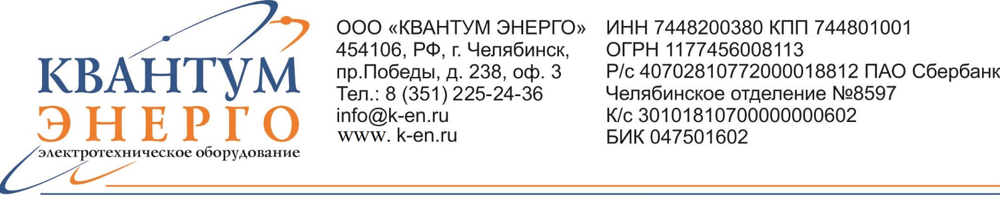 КВАНТУМ
ЭНЕРГО
электротехническое оборудование
ООО «КВАНТУМ ЭНЕРГО»
454106, РФ, г. Челябинск,
пр.Победы, д. 238, оф. 3
Тел.: 8 (351) 225-24-36
info@k-en.ru
www. k-en.ru
ИНН 7448200380 КПП 744801001
ОГРН 1177456008113
Р/с 40702810772000018812 ПАО Сбербанк
Челябинское отделение №8597
К/с 30101810700000000602
БИК 047501602